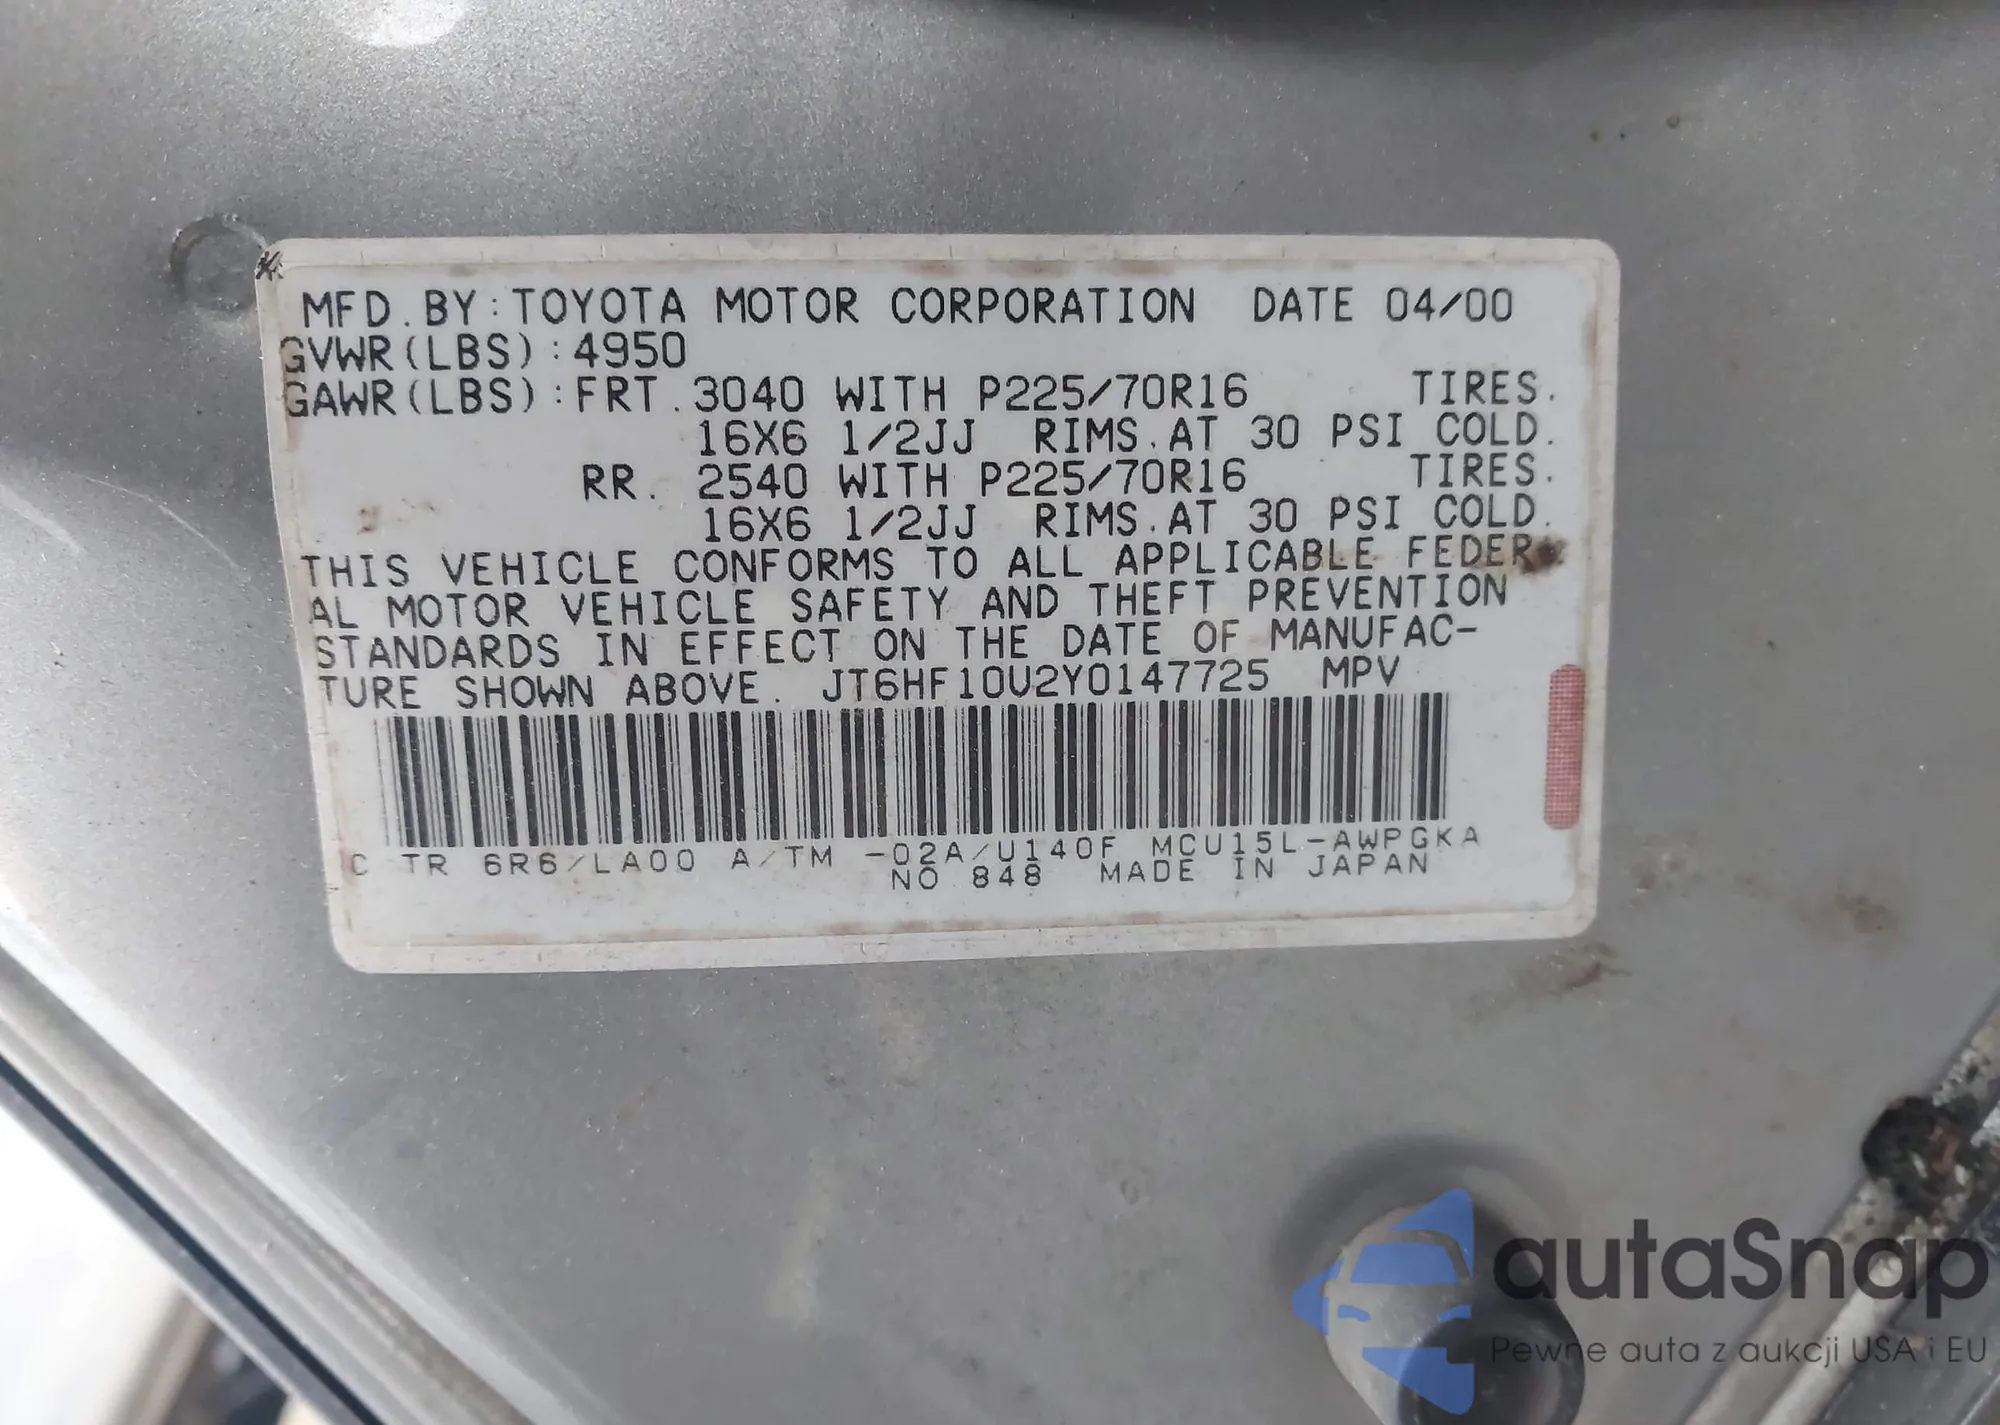 MFD.BY:TOYOTA MOTOR CORPORATION DATE 04/00
GVWR(LBS):4950
GAWR(LBS):FRT.3040 WITH P225/70R16 TIRES.
16X6 1/2JJ RIMS.AT 30 PSI COLD.
RR. 2540 WITH P225/70R16 TIRES.
16X6 1/2JJ RIMS.AT 30 PSI COLD.
THIS VEHICLE CONFORMS TO ALL APPLICABLE FEDER
AL MOTOR VEHICLE SAFETY AND THEFT PREVENTION
STANDARDS IN EFFECT ON THE DATE OF MANUFAC-
TURE SHOWN ABOVE. JT6HF10U2Y0147725 MPV
C TR 6R6/LA00 A/TM -02A/U140F MCU15L-AWPGKA
NO 848 MADE IN JAPAN
autaSnap
Pewne auta z aukcji USA i EU